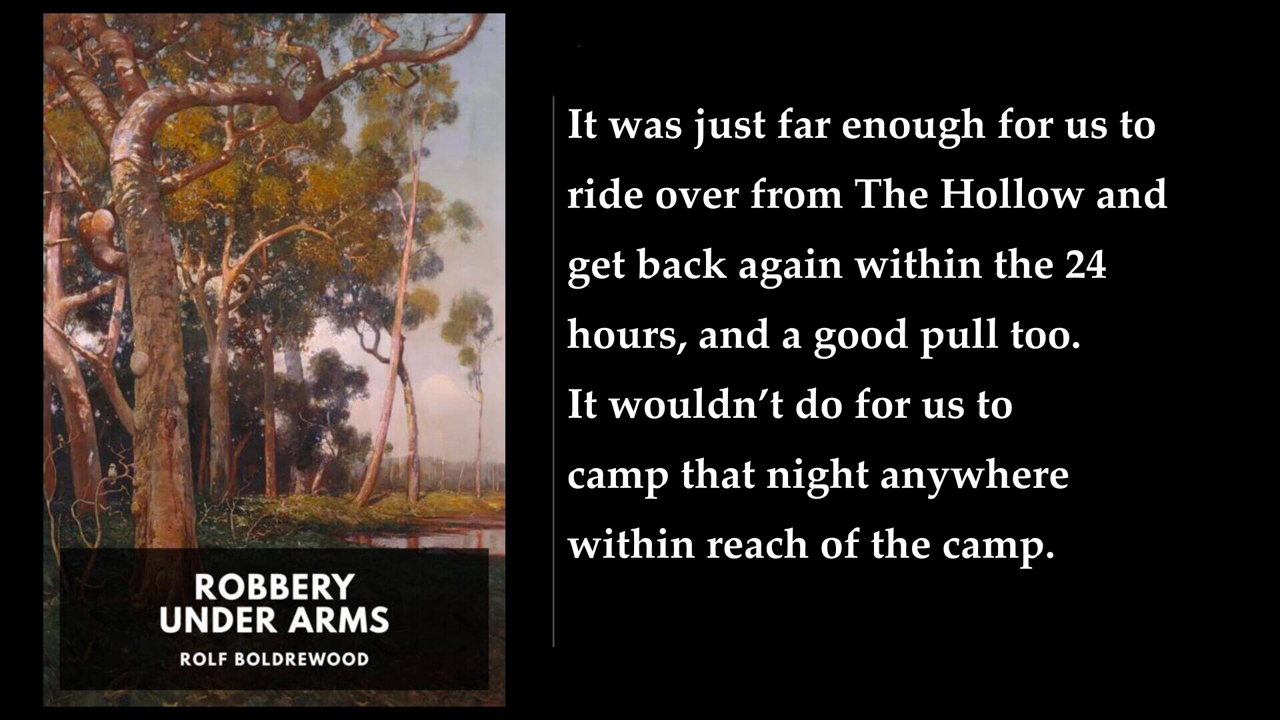 It was just far enough for us to
ride over from The Hollow and
get back again within the 24
hours, and a good pull too.
It wouldn’t do for us to
camp that night anywhere
within reach of the camp.
ROBBERY
UNDER ARMS
ROLF BOLDREWOOD